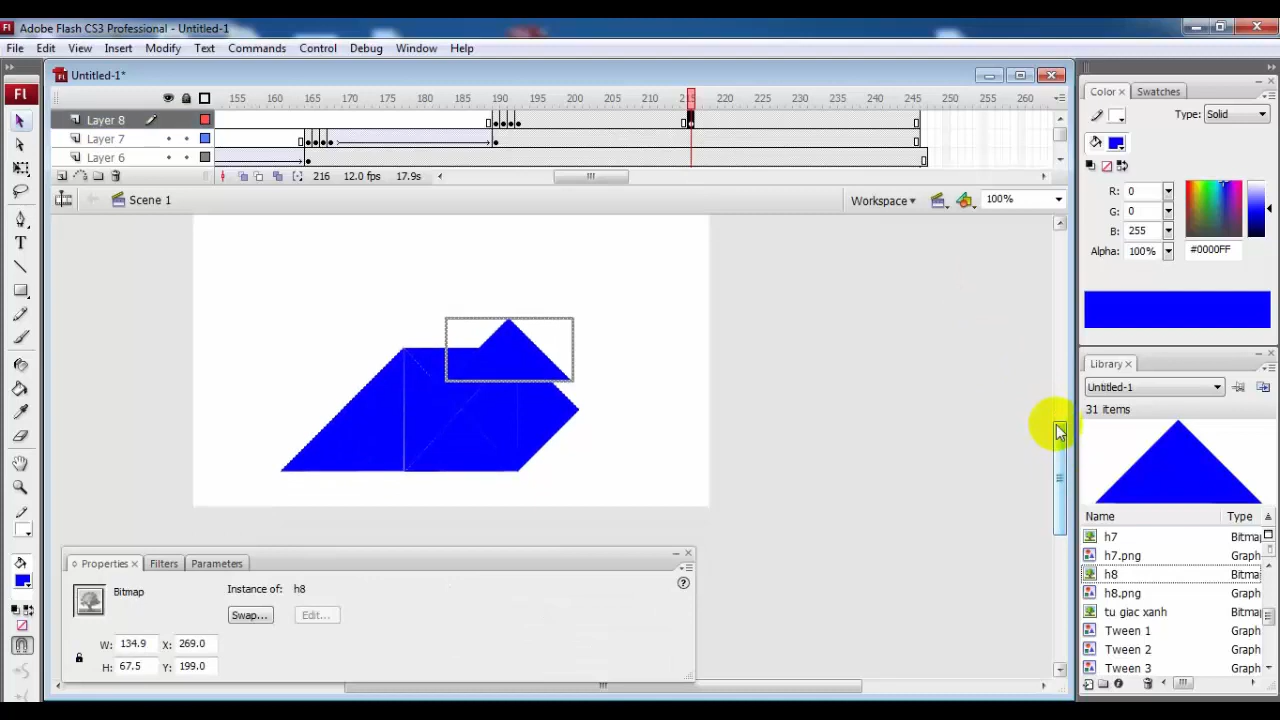 Adobe Flash CS3 Professional - Untitled-1
File Edit View Insert Modify Text Commands Control Debug Window Help
Untitled-1*
155 160 165 170 175 180 185 190 195 200 205 210 215 220 225 230 235 240 245 250 255 260
Layer 8
Layer 7
Layer 6
216 12.0 fps 17.9s
Scene 1 Workspace 100%
Properties Filters Parameters
Bitmap Instance of: h8
Swap... Edit...
W: 134.9 X: 269.0
H: 67.5 Y: 199.0
Fl
Color Swatches
Type: Solid
R: 0
G: 0
B: 255
Alpha: 100% #0000FF
Library
Untitled-1
31 items
Name Type
h7 Bitma
h7.png Graph
h8 Bitma
h8.png Graph
tu giac xanh Bitma
Tween 1 Graph
Tween 2 Graph
Tween 3 Graph